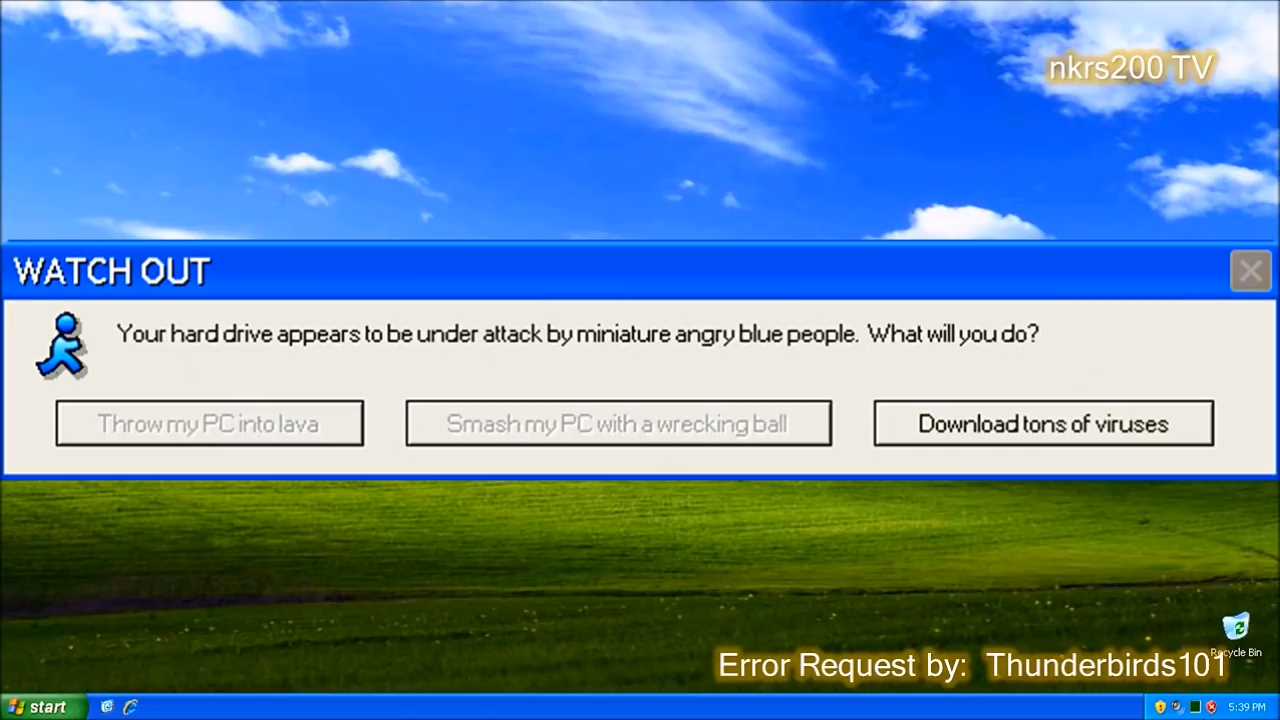 nkrs200 TV
WATCH OUT
Your hard drive appears to be under attack by miniature angry blue people. What will you do?
Throw my PC into lava
Smash my PC with a wrecking ball
Download tons of viruses
Recycle Bin
Error Request by: Thunderbirds101
start
5:39 PM